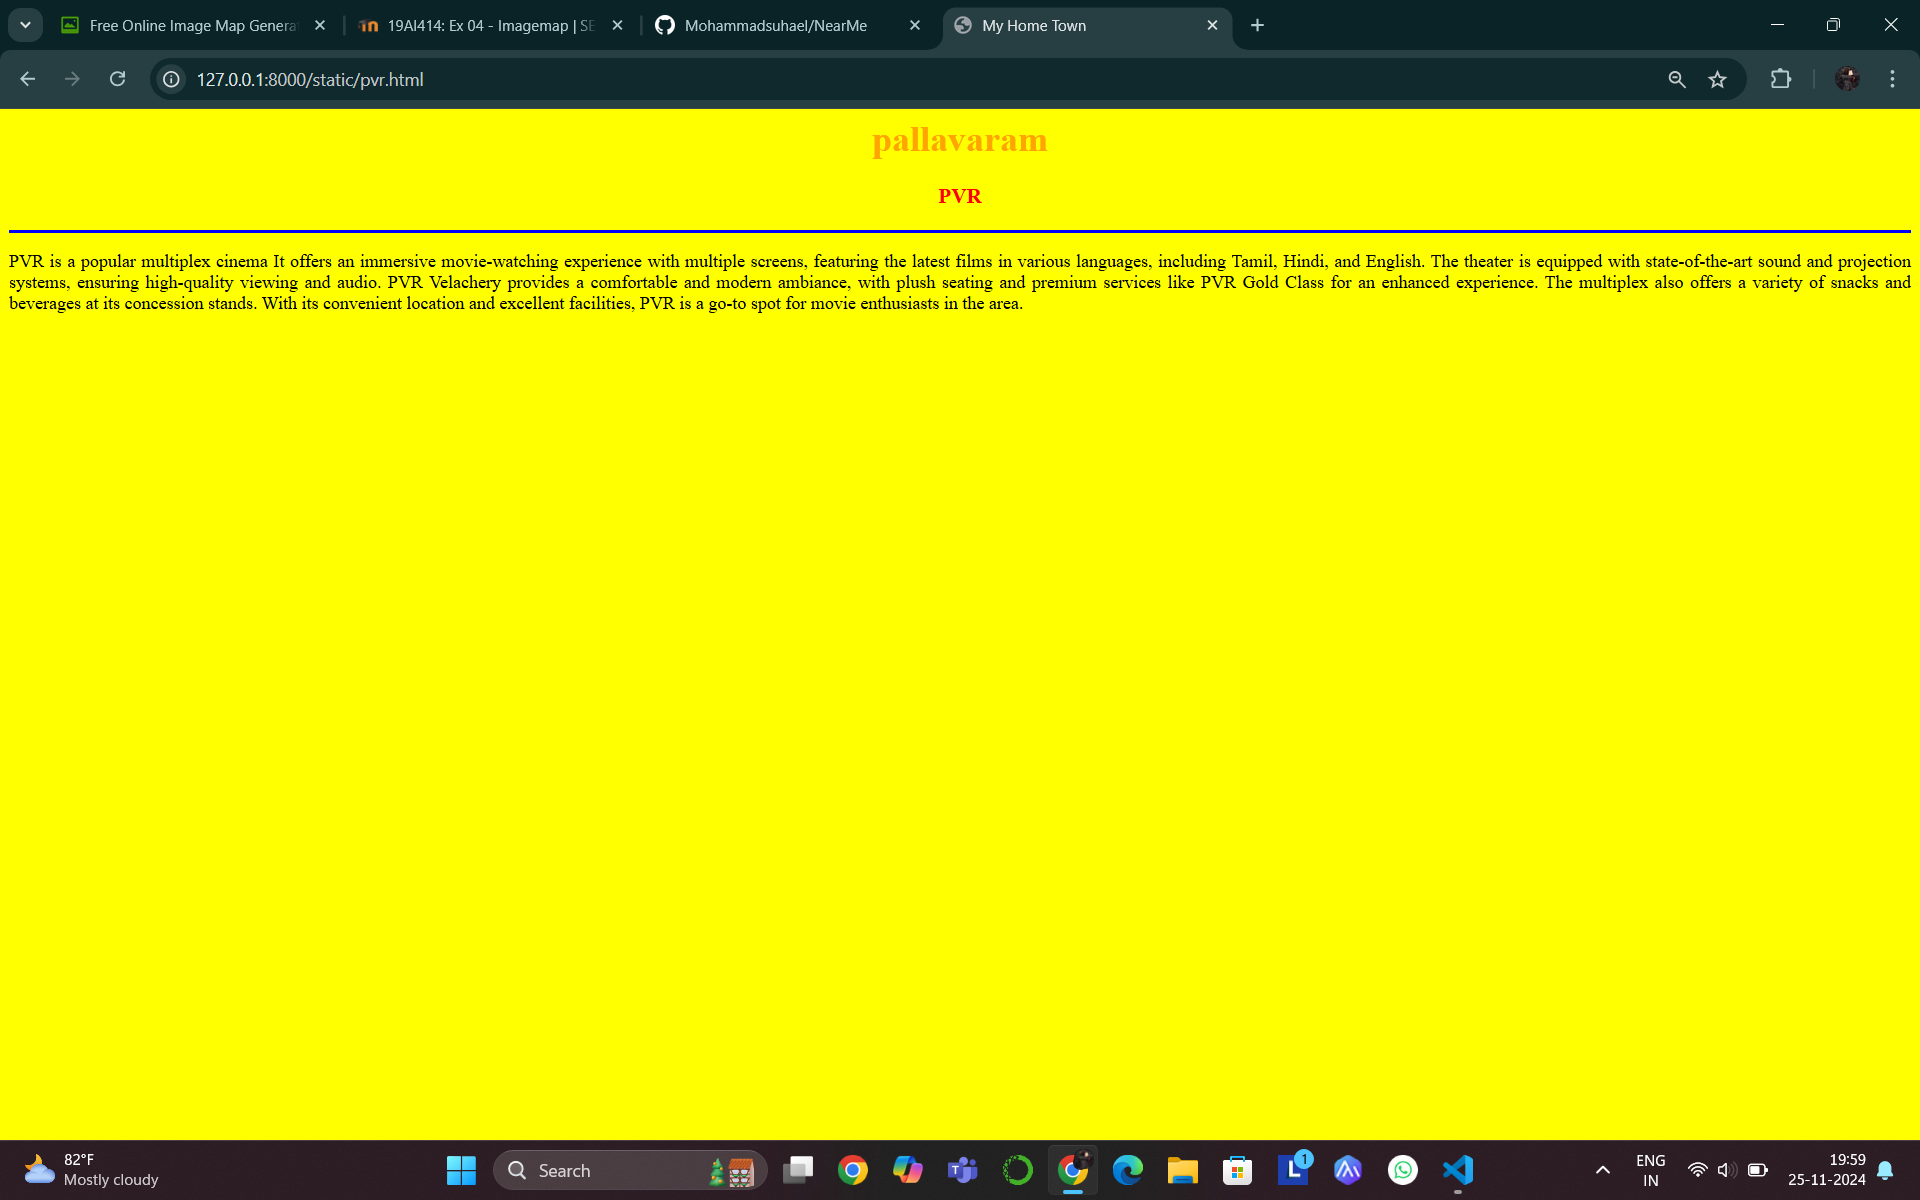 Free Online Image Map Genera
19AI414: Ex 04 - Imagemap | SE
Mohammadsuhael/NearMe
My Home Town
127.0.0.1:8000/static/pvr.html
pallavaram
PVR
PVR is a popular multiplex cinema It offers an immersive movie-watching experience with multiple screens, featuring the latest films in various languages, including Tamil, Hindi, and English. The theater is equipped with state-of-the-art sound and projection
systems, ensuring high-quality viewing and audio. PVR Velachery provides a comfortable and modern ambiance, with plush seating and premium services like PVR Gold Class for an enhanced experience. The multiplex also offers a variety of snacks and
beverages at its concession stands. With its convenient location and excellent facilities, PVR is a go-to spot for movie enthusiasts in the area.
82°F
Mostly cloudy
Search
1
ENG
IN
19:59
25-11-2024